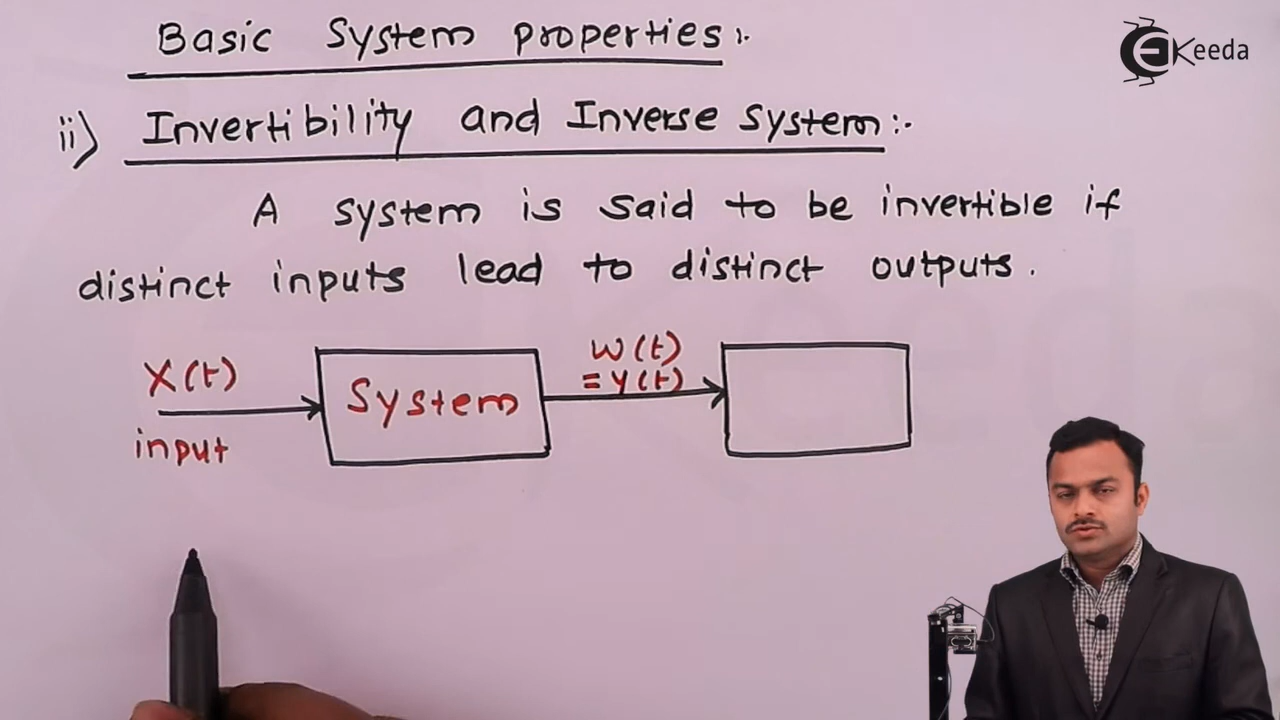 Basic System properties:
Keeda
ii) Invertibility and Inverse system:-
A system is said to be invertible if
distinct inputs lead to distinct outputs.
X(t)
input
System
W(t)
=Y(t)